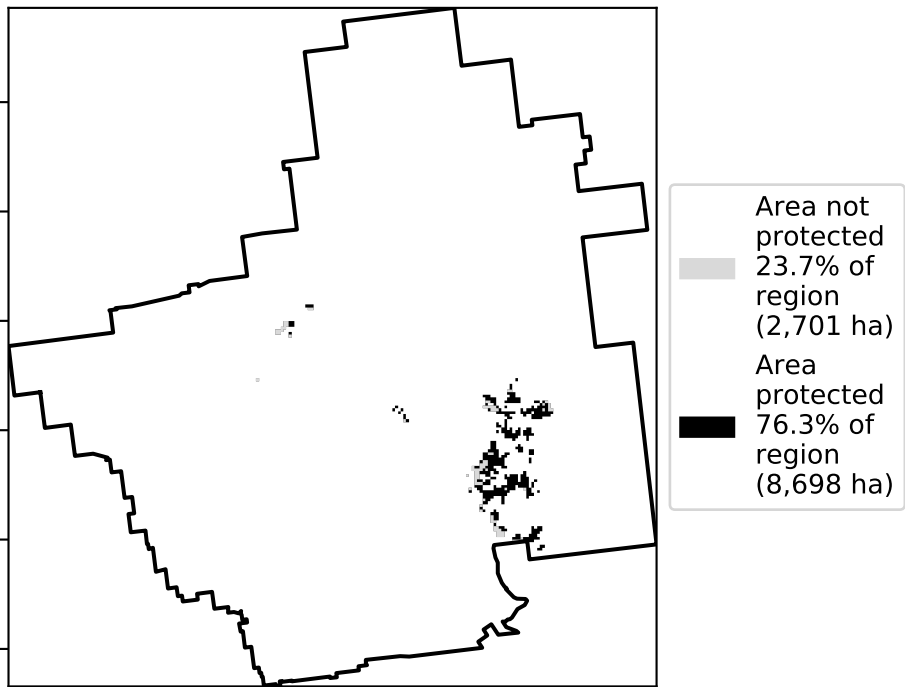 Area not
protected
23.7% of
region
(2,701 ha)
Area
protected
76.3% of
region
(8,698 ha)